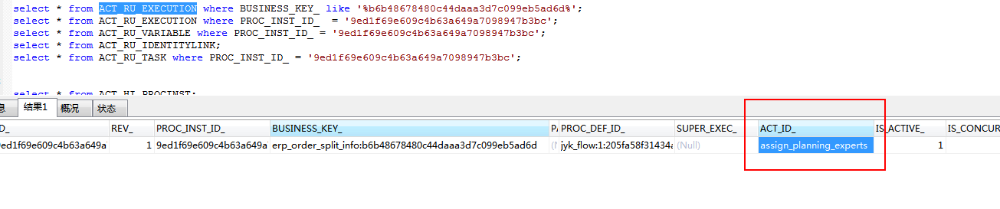 select * from ACT_RU_EXECUTION where BUSINESS_KEY_ like '%b6b48678480c44daaa3d7c099eb5ad6d%';
select * from ACT_RU_EXECUTION where PROC_INST_ID_  = '9ed1f69e609c4b63a649a7098947b3bc';
select * from ACT_RU_VARIABLE where PROC_INST_ID_ = '9ed1f69e609c4b63a649a7098947b3bc';
select * from ACT_RU_IDENTITYLINK;
select * from ACT_RU_TASK where PROC_INST_ID_ = '9ed1f69e609c4b63a649a7098947b3bc';
select * from ACT_HI_PROCINST;
息 结果1 概况 状态
ID_ REV_ PROC_INST_ID_ BUSINESS_KEY_ PA PROC_DEF_ID_ SUPER_EXEC_ ACT_ID_ IS_ACTIVE_ IS_CONCUR
9ed1f69e609c4b63a649a 1 9ed1f69e609c4b63a649a erp_order_split_info:b6b48678480c44daaa3d7c099eb5ad6d (N jyk_flow:1:205fa58f31434a (Null) assign_planning_experts 1